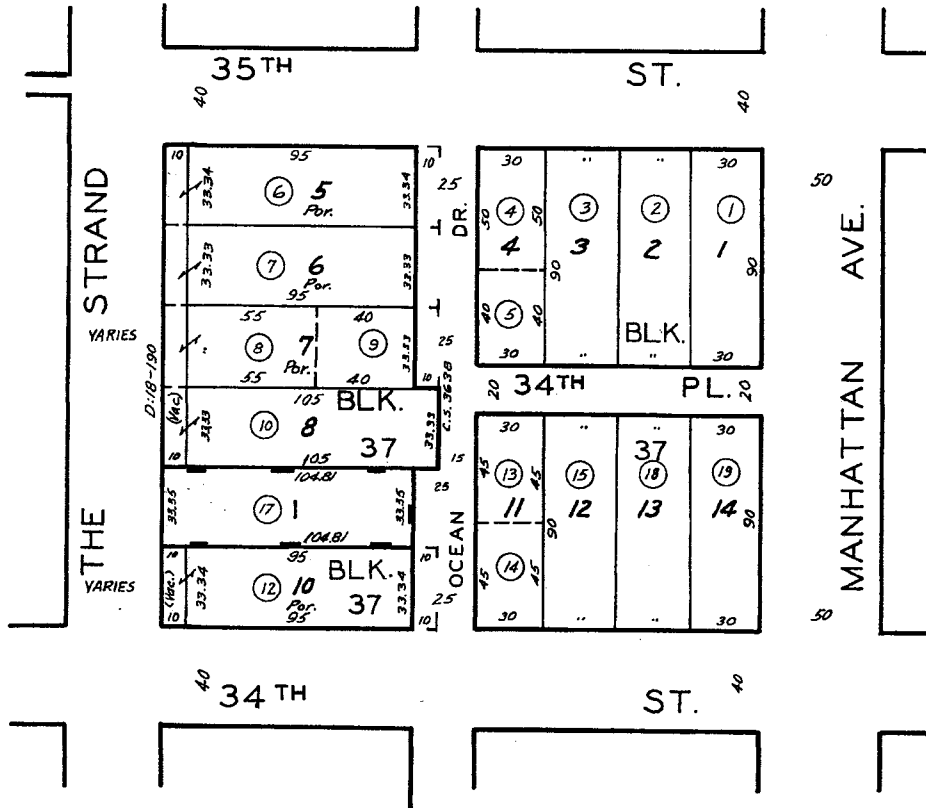 35TH ST.
40 40
10 95 10 30 " " 30
33.34 6 5 33.34 25 50 4 50 3 2 1 50
Por. DR. 4 3 2 1
33.33 7 6 32.33 90 90
Por.
95
STRAND
YARIES
55 40 40 5 40 BLK.
8 7 9 33.33 25
Por.
55 40 10 30 " " 30
D:18-190
20 34TH PL. 20
105 BLK. C.S. 3638
(Vac) 33.33 10 8 33.33 30 " " 30
37 37
10 105 15 45 13 45 15 18 19
104.81 25 11 12 13 14
33.35 17 1 33.35 90 90
104.81 OCEAN
THE
YARIES
10 95 10 45 14 45
BLK.
(Vac.) 33.34 12 10 33.34
Por. 37 25
10 95 10 30 " " 30
MANHATTAN AVE.
50
40 40
34TH ST.